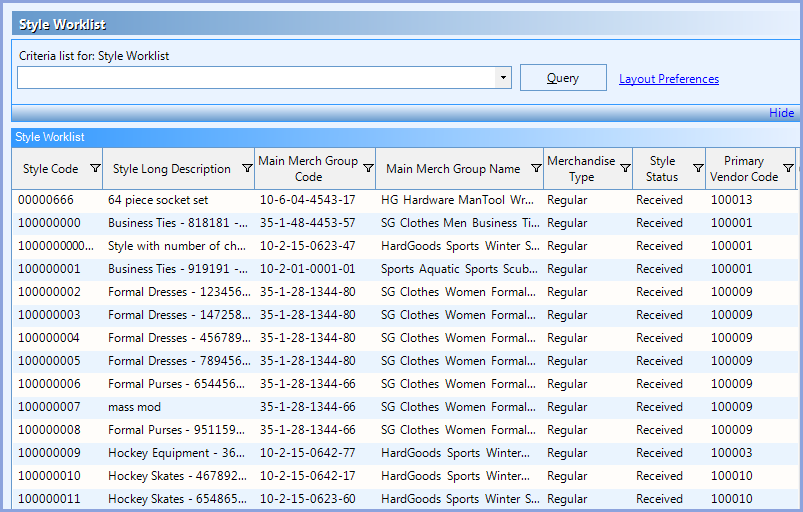 Style Worklist
Criteria list for: Style Worklist
Query Layout Preferences
Hide
Style Worklist
Style Code Style Long Description Main Merch Group Code Main Merch Group Name Merchandise Type Style Status Primary Vendor Code
00000666 64 piece socket set 10-6-04-4543-17 HG Hardware ManTool Wr... Regular Received 100013
100000000 Business Ties - 818181 -... 35-1-48-4453-57 SG Clothes Men Business Ti... Regular Received 100001
1000000000... Style with number of ch... 10-2-15-0623-47 HardGoods Sports Winter S... Regular Received 100001
100000001 Business Ties - 919191 -... 10-2-01-0001-01 Sports Aquatic Sports Scub... Regular Received 100001
100000002 Formal Dresses - 123456... 35-1-28-1344-80 SG Clothes Women Formal... Regular Received 100009
100000003 Formal Dresses - 147258... 35-1-28-1344-80 SG Clothes Women Formal... Regular Received 100009
100000004 Formal Dresses - 456789... 35-1-28-1344-80 SG Clothes Women Formal... Regular Received 100009
100000005 Formal Dresses - 789456... 35-1-28-1344-80 SG Clothes Women Formal... Regular Received 100009
100000006 Formal Purses - 654456... 35-1-28-1344-66 SG Clothes Women Formal... Regular Received 100009
100000007 mass mod 35-1-28-1344-66 SG Clothes Women Formal... Regular Received 100009
100000008 Formal Purses - 951159... 35-1-28-1344-66 SG Clothes Women Formal... Regular Received 100009
100000009 Hockey Equipment - 36... 10-2-15-0642-77 HardGoods Sports Winter... Regular Received 100003
100000010 Hockey Skates - 467892... 10-2-15-0642-17 HardGoods Sports Winter... Regular Received 100010
100000011 Hockey Skates - 654865... 10-2-15-0623-60 HardGoods Sports Winter S... Regular Received 100010